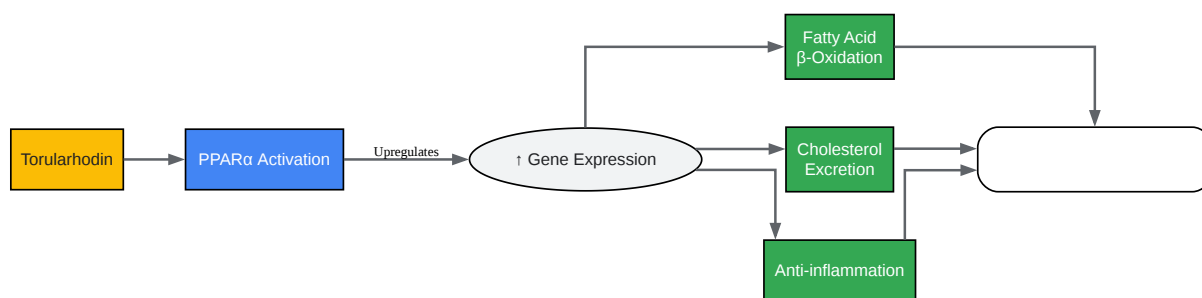 Fatty Acid
β-Oxidation
Torularhodin
PPARα Activation
Upregulates
↑ Gene Expression
Cholesterol
Excretion
Anti-inflammation